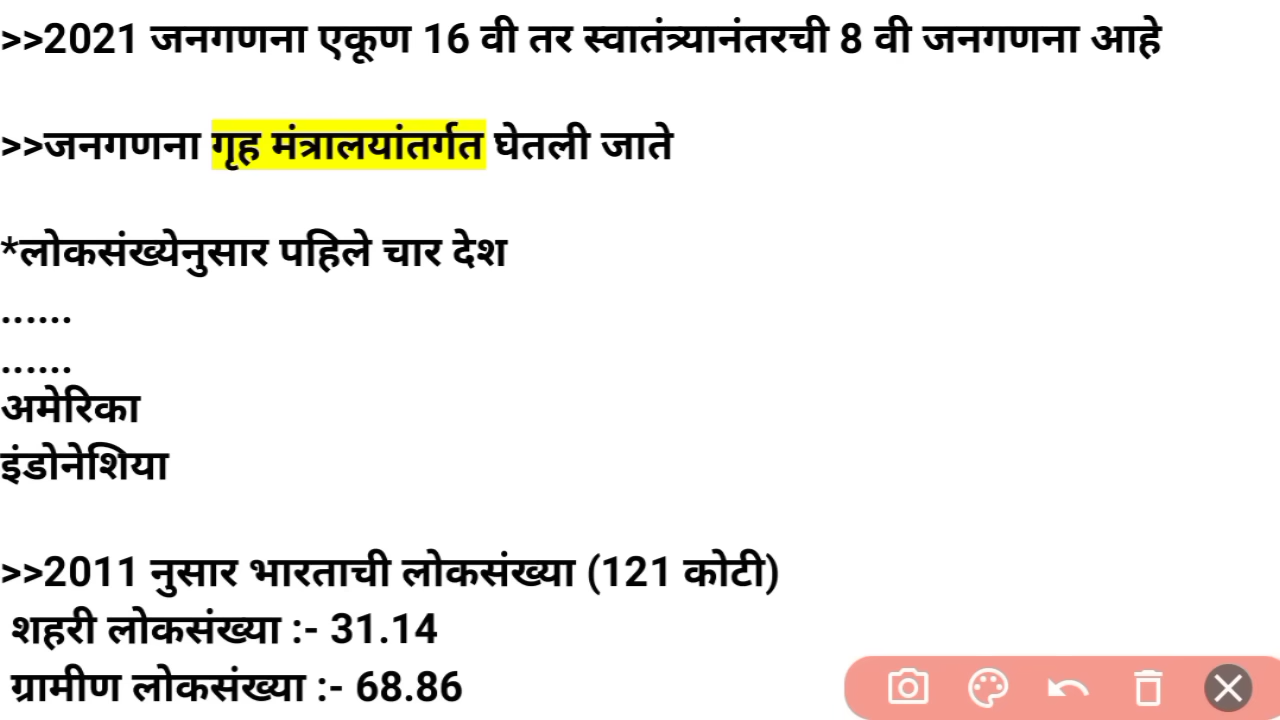 >>2021 जनगणना एकूण 16 वी तर स्वातंत्र्यानंतरची 8 वी जनगणना आहे
>>जनगणना गृह मंत्रालयांतर्गत घेतली जाते
*लोकसंख्येनुसार पहिले चार देश
......
......
अमेरिका
इंडोनेशिया
>>2011 नुसार भारताची लोकसंख्या (121 कोटी)
शहरी लोकसंख्या :- 31.14
ग्रामीण लोकसंख्या :- 68.86